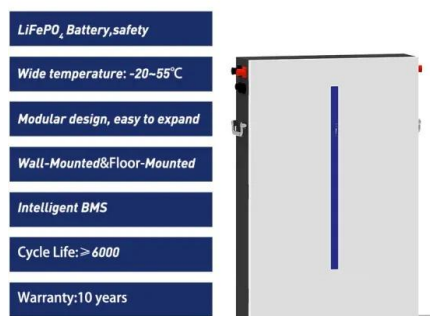 LiFePO₄ Battery,safety
Wide temperature: -20~55℃
Modular design, easy to expand
Wall-Mounted&Floor-Mounted
Intelligent BMS
Cycle Life:≥6000
Warranty:10 years